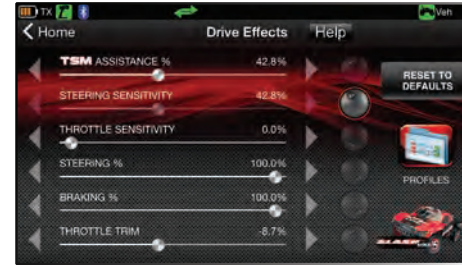 TX Veh
Home Drive Effects Help
TSM ASSISTANCE % 42.8%
STEERING SENSITIVITY 42.8%
THROTTLE SENSITIVITY 0.0%
STEERING % 100.0%
BRAKING % 100.0%
THROTTLE TRIM -8.7%
RESET TO
DEFAULTS
PROFILES
SLASH